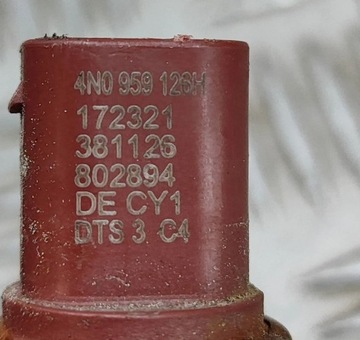 4N0 959 126H
172321
381126
802894
DE CY1
DTS 3 C4